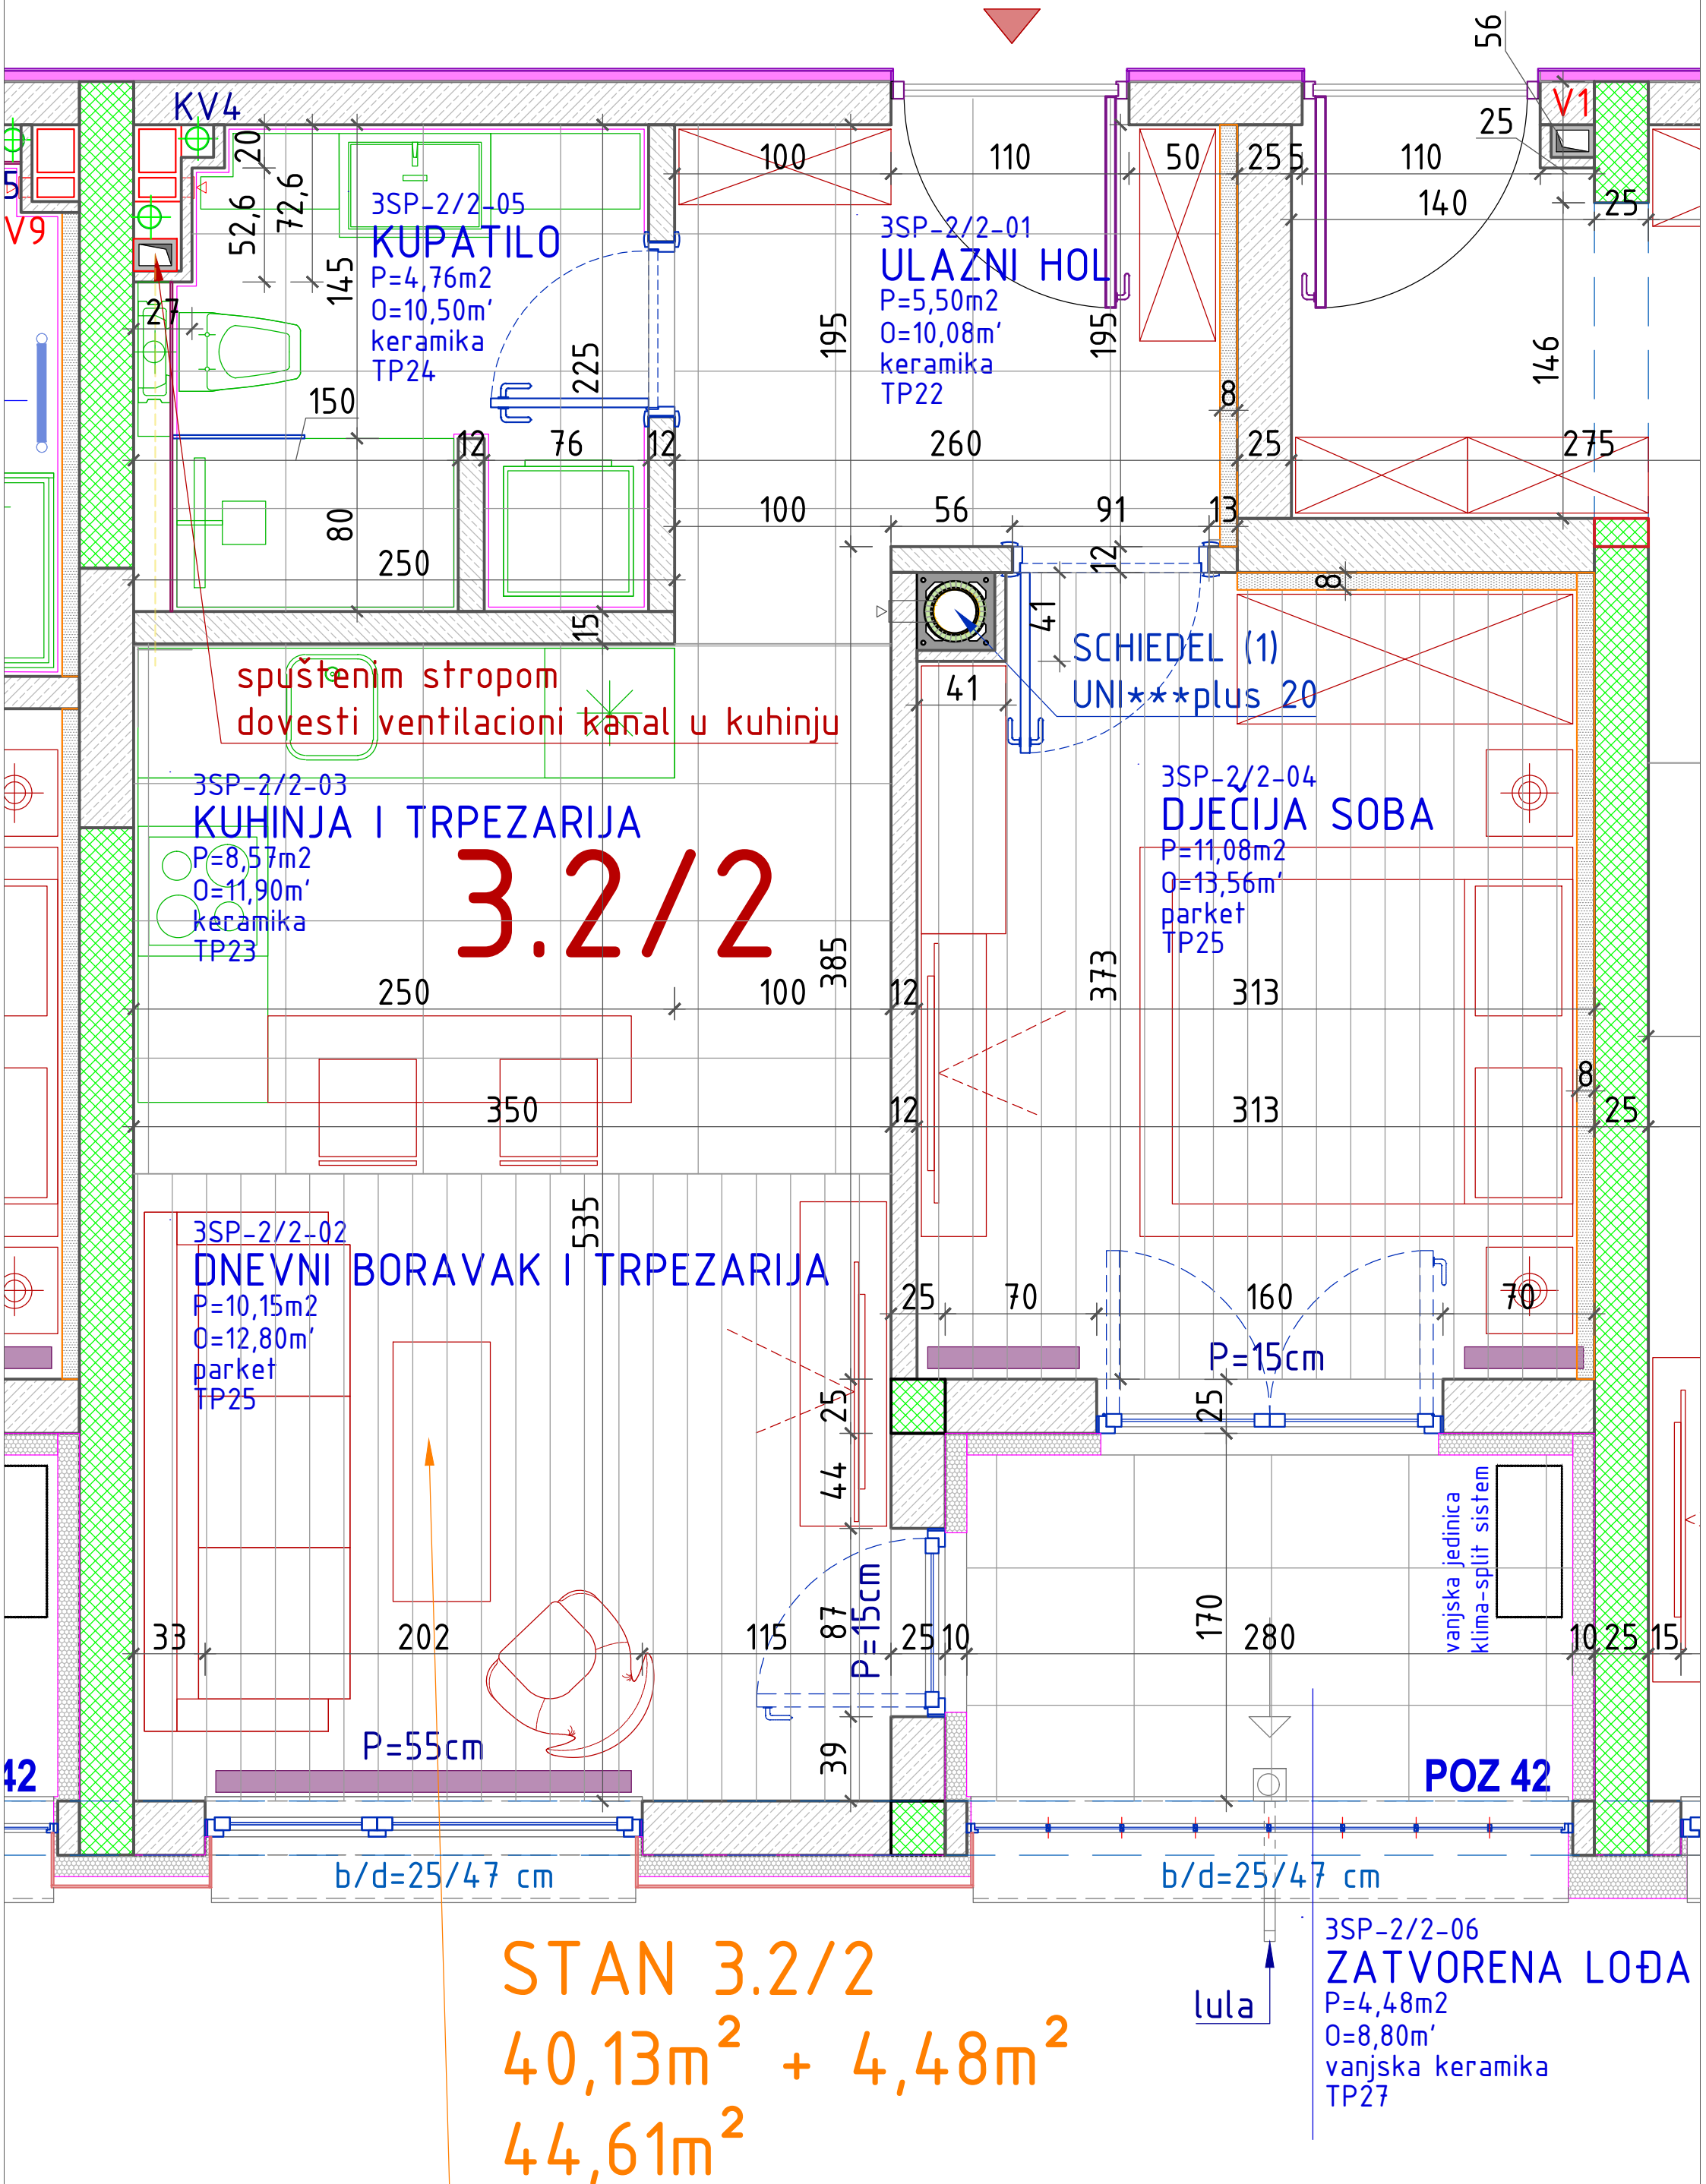 56
KV4
V1
20
25
100
110
50
25
5
110
52,6
72,6
5
V9
3SP-2/2-05
KUPATILO
P=4,76m2
O=10,50m'
keramika
TP24
140
25
3SP-2/2-01
ULAZNI HOL
P=5,50m2
O=10,08m'
keramika
TP22
145
27
195
195
146
225
150
8
12
76
12
260
25
275
80
100
56
91
13
12
250
8
15
41
SCHIEDEL (1)
UNI***plus 20
41
spuštenim stropom
dovesti ventilacioni kanal u kuhinju
3SP-2/2-03
KUHINJA I TRPEZARIJA
P=8,57m2
O=11,90m'
keramika
TP23
3.2/2
3SP-2/2-04
DJEČIJA SOBA
P=11,08m2
O=13,56m'
parket
TP25
385
373
250
100
12
313
8
350
12
313
25
535
3SP-2/2-02
DNEVNI BORAVAK I TRPEZARIJA
P=10,15m2
O=12,80m'
parket
TP25
25
70
160
70
P=15cm
25
25
44
vanjska jedinica
klima-split sistem
P=15cm
87
170
33
202
115
25
10
280
10
25
15
P=55cm
39
42
POZ 42
b/d=25/47 cm
b/d=25/47 cm
STAN 3.2/2
40,13m² + 4,48m²
44,61m²
lula
3SP-2/2-06
ZATVORENA LOĐA
P=4,48m2
O=8,80m'
vanjska keramika
TP27